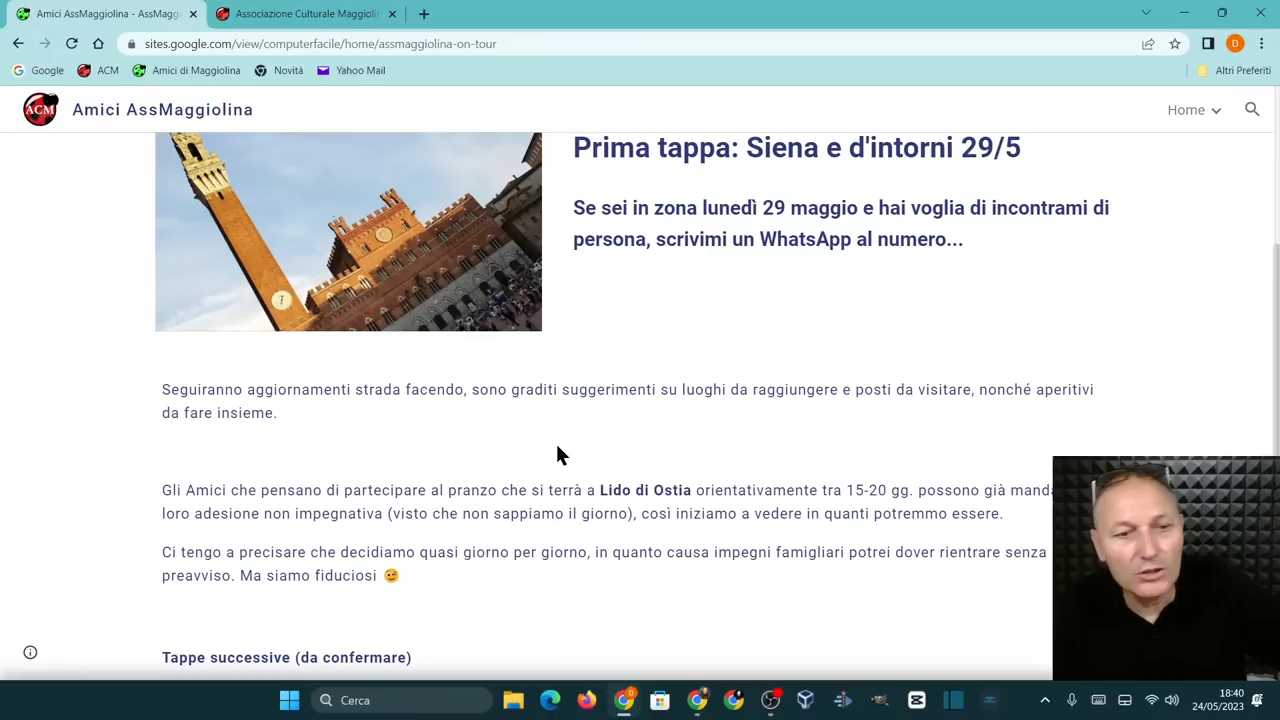 Amici AssMaggiolina - Assmagg
Associazione Culturale Maggiolin
sites.google.com/view/computerfacile/home/assmaggiolina-on-tour
Google
ACM
Amici di Maggiolina
Novità
Yahoo Mail
Altri Preferiti
ACM
Amici AssMaggiolina
Home
Prima tappa: Siena e d'intorni 29/5
Se sei in zona lunedì 29 maggio e hai voglia di incontrami di
persona, scrivimi un WhatsApp al numero...
Seguiranno aggiornamenti strada facendo, sono graditi suggerimenti su luoghi da raggiungere e posti da visitare, nonché aperitivi
da fare insieme.
Gli Amici che pensano di partecipare al pranzo che si terrà a Lido di Ostia orientativamente tra 15-20 gg. possono già manda
loro adesione non impegnativa (visto che non sappiamo il giorno), così iniziamo a vedere in quanti potremmo essere.
Ci tengo a precisare che decidiamo quasi giorno per giorno, in quanto causa impegni famigliari potrei dover rientrare senza
preavviso. Ma siamo fiduciosi 😊
Tappe successive (da confermare)
Cerca
18:40
24/05/2023